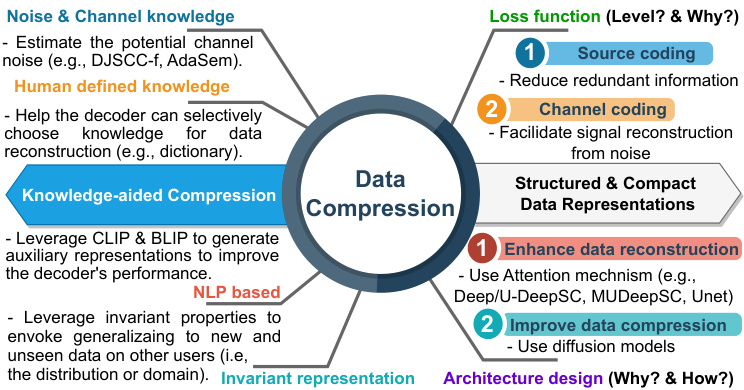 Noise & Channel knowledge
- Estimate the potential channel
noise (e.g., DJSCC-f, AdaSem).
Human defined knowledge
- Help the decoder can selectively
choose knowledge for data
reconstruction (e.g., dictionary).
Knowledge-aided Compression
- Leverage CLIP & BLIP to generate
auxiliary representations to improve
the decoder's performance.
NLP based
- Leverage invariant properties to
envoke generalizaing to new and
unseen data on other users (i.e,
the distribution or domain).
Invariant representation
Data
Compression
Loss function (Level? & Why?)
1 Source coding
- Reduce redundant information
2 Channel coding
- Facilidate signal reconstruction
from noise
Structured & Compact
Data Representations
1 Enhance data reconstruction
- Use Attention mechnism (e.g.,
Deep/U-DeepSC, MUDeepSC, Unet)
2 Improve data compression
- Use diffusion models
Architecture design (Why? & How?)